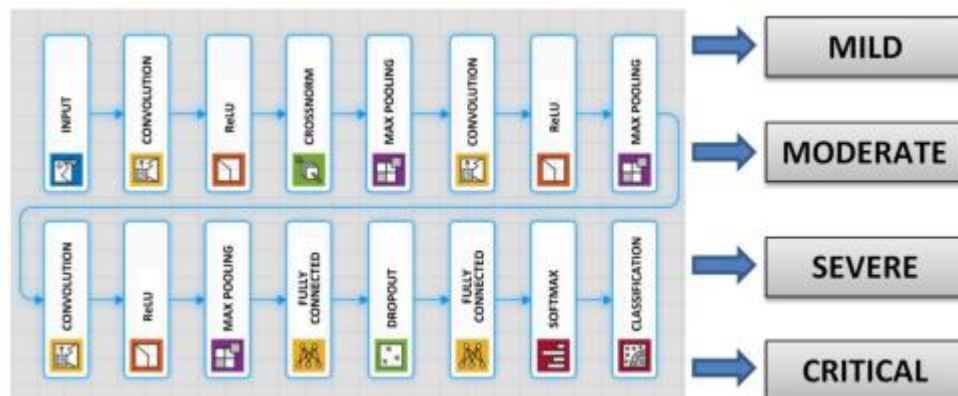 INPUT
CONVOLUTION
ReLU
CROSSNORM
MAX POOLING
CONVOLUTION
ReLU
MAX POOLING
CONVOLUTION
ReLU
MAX POOLING
FULLY
CONNECTED
DROPOUT
FULLY
CONNECTED
SOFTMAX
CLASSIFICATION
MILD
MODERATE
SEVERE
CRITICAL